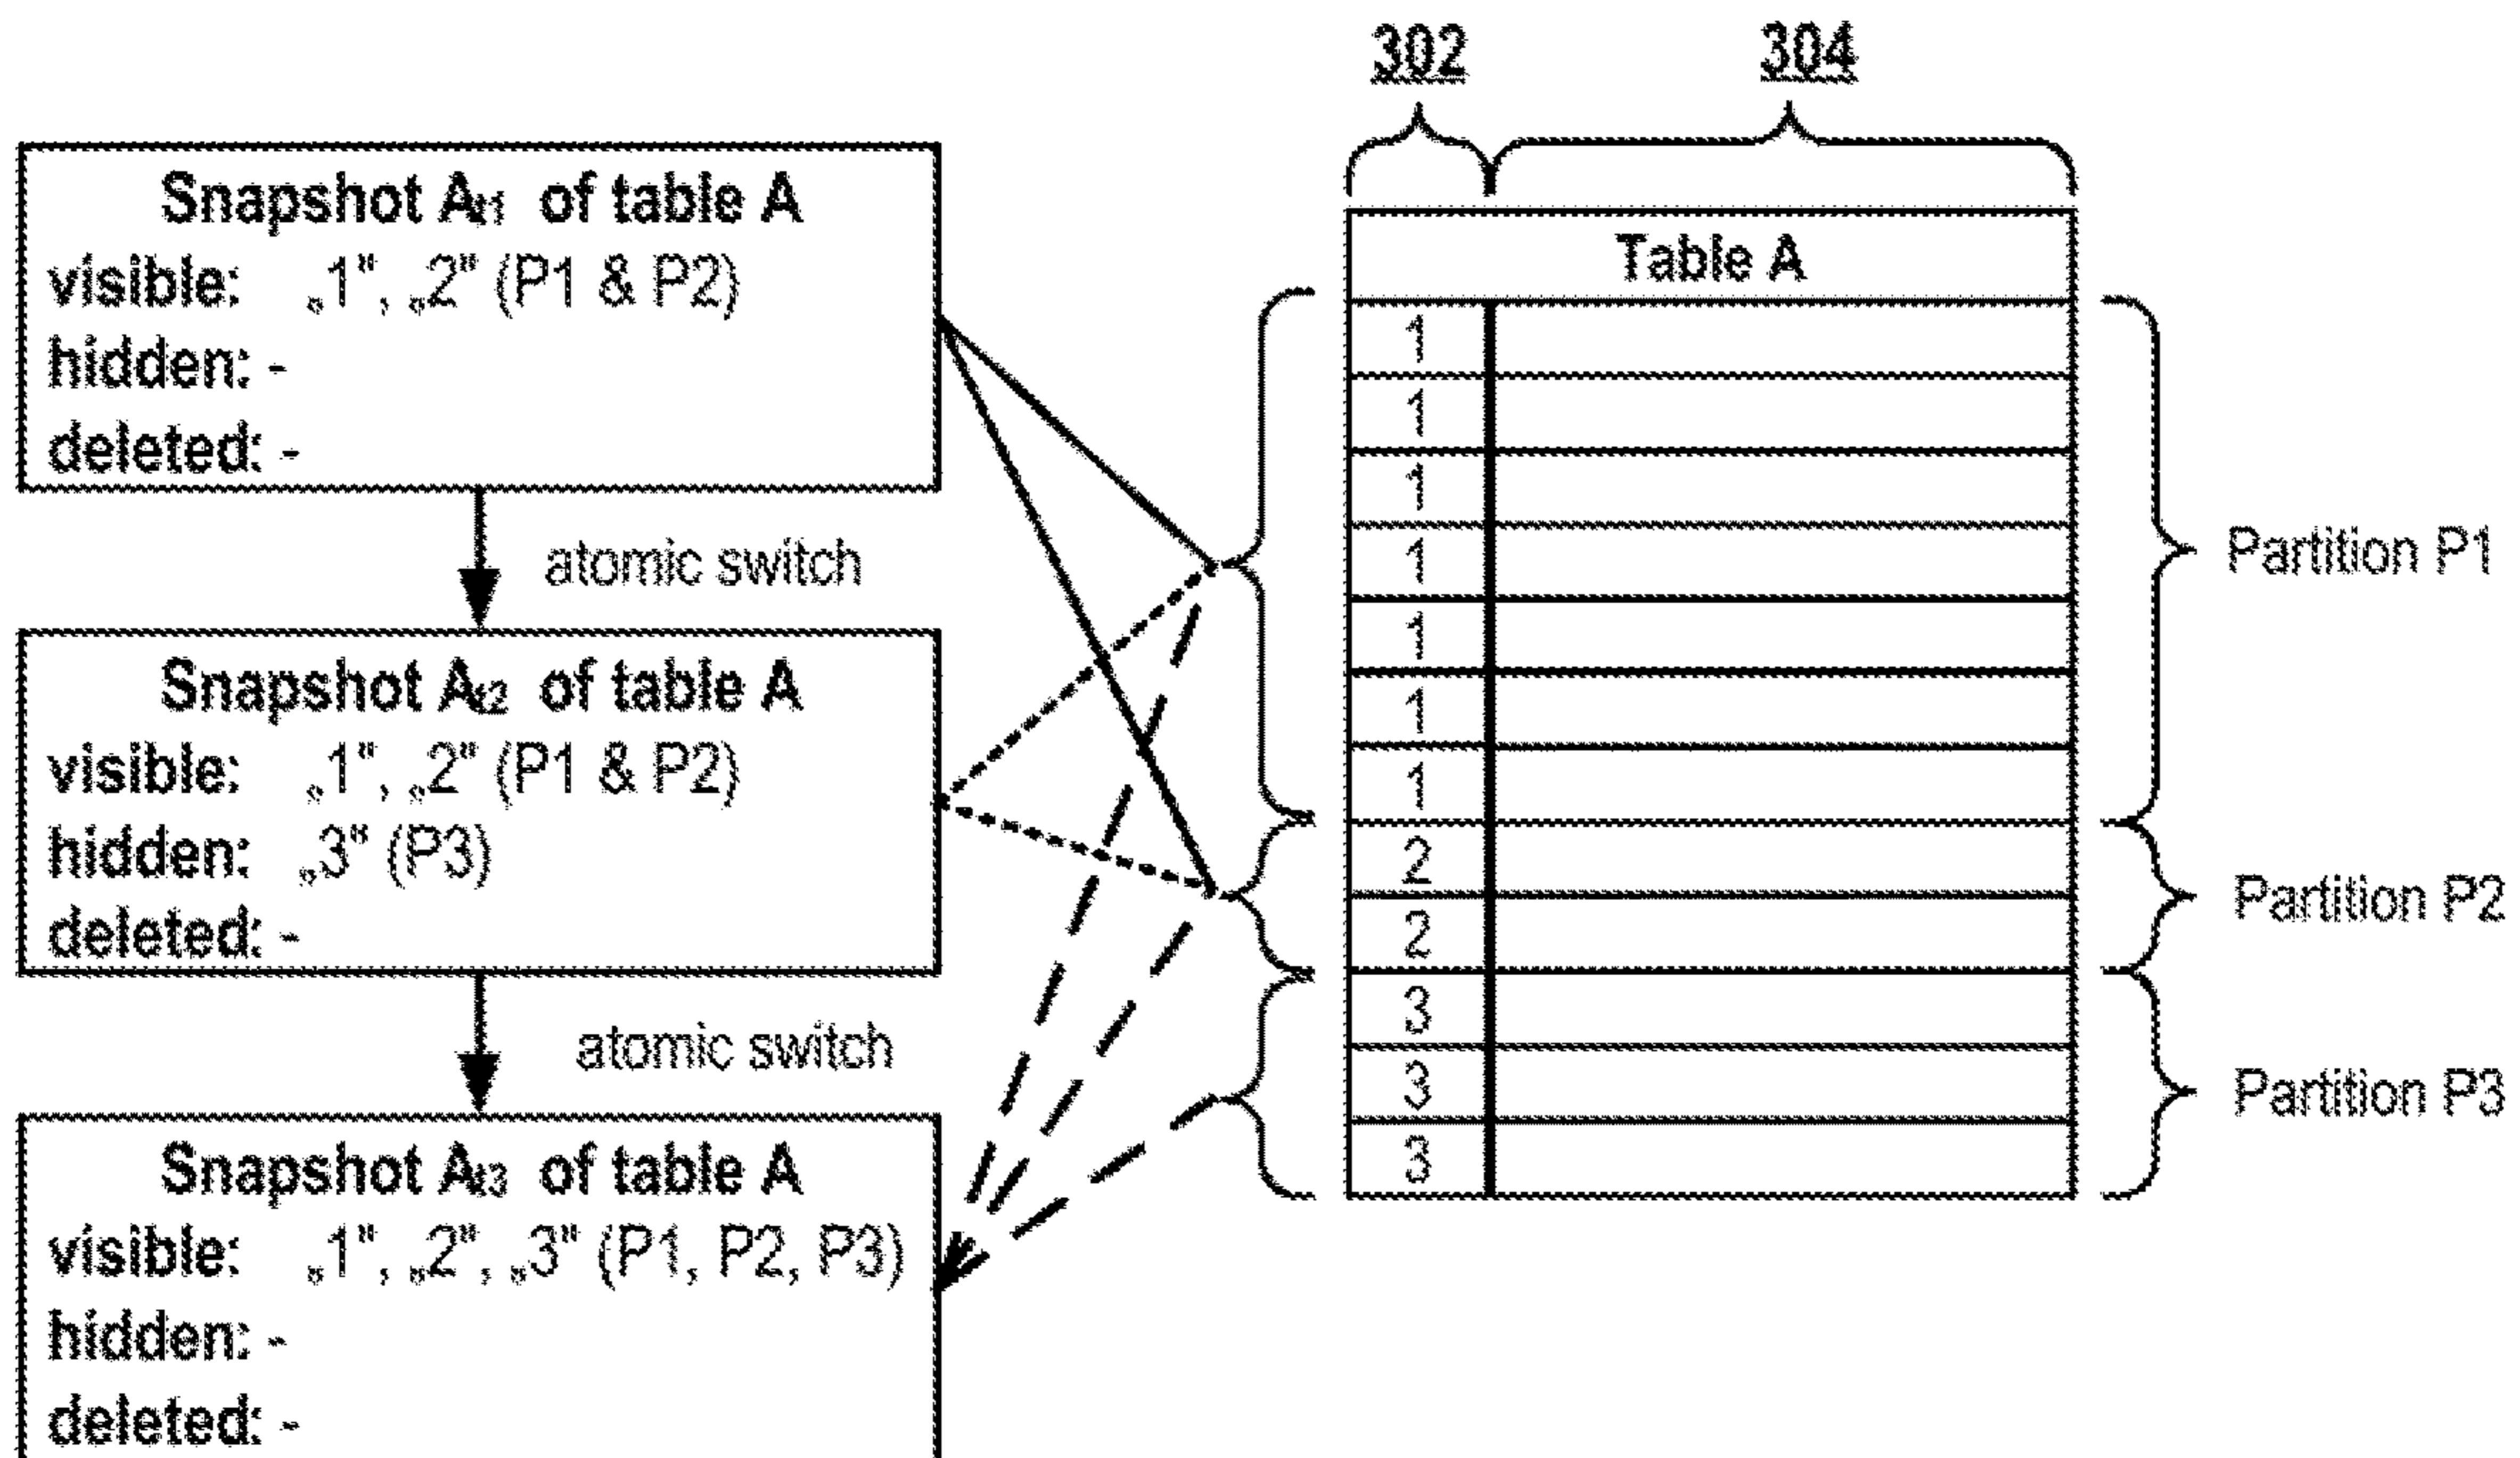 302
304
Snapshot At1 of table A
visible: „1", „2" (P1 & P2)
hidden: -
deleted: -
atomic switch
Snapshot At2 of table A
visible: „1", „2" (P1 & P2)
hidden: „3" (P3)
deleted: -
atomic switch
Snapshot At3 of table A
visible: „1", „2", „3" (P1, P2, P3)
hidden: -
deleted: -
Table A
1
1
1
1
1
1
1
2
2
3
3
3
Partition P1
Partition P2
Partition P3